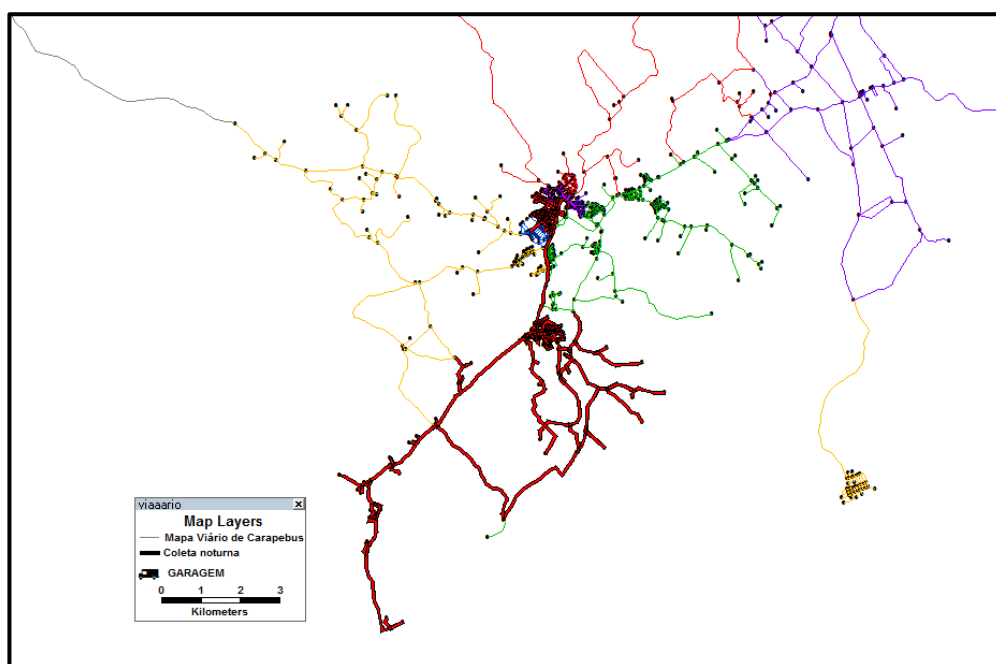 viaaario
Map Layers
Mapa Viário de Carapebus
Coleta noturna
GARAGEM
0 1 2 3
Kilometers